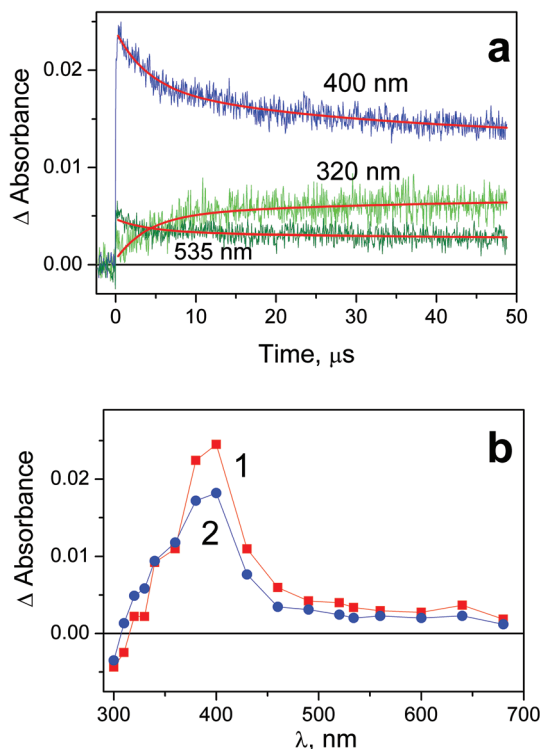 a
0.02
0.01
0.00
Δ Absorbance
400 nm
320 nm
535 nm
0 10 20 30 40 50
Time, μs
b
0.02
0.01
0.00
Δ Absorbance
1
2
300 400 500 600 700
λ, nm